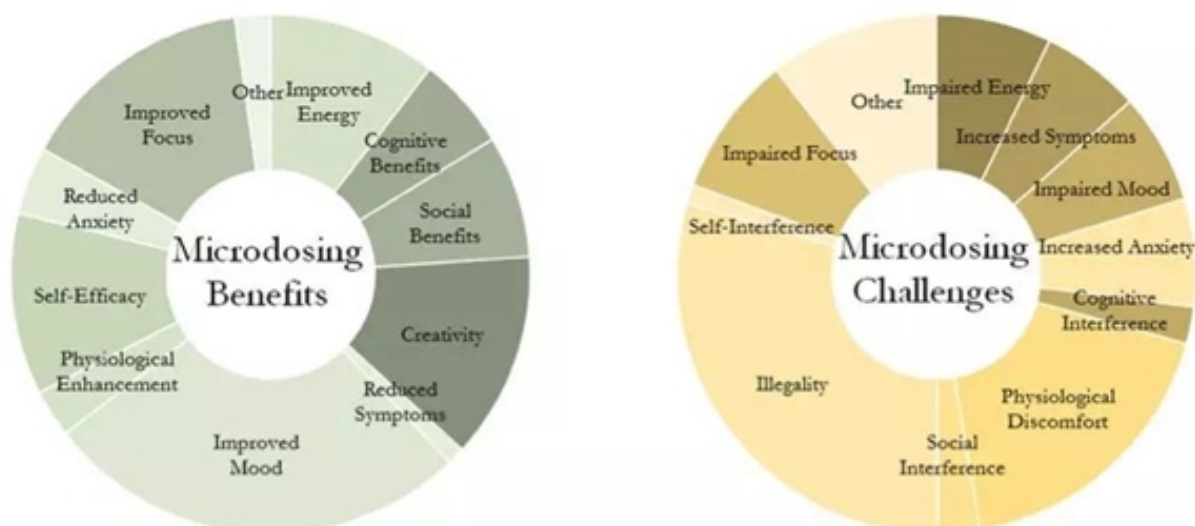 Other
Improved
Energy
Cognitive
Benefits
Social
Benefits
Creativity
Reduced
Symptoms
Improved
Mood
Physiological
Enhancement
Self-Efficacy
Reduced
Anxiety
Improved
Focus
Microdosing
Benefits
Other
Impaired Energy
Increased Symptoms
Impaired Mood
Increased Anxiety
Cognitive
Interference
Physiological
Discomfort
Social
Interference
Illegality
Self-Interference
Impaired Focus
Microdosing
Challenges